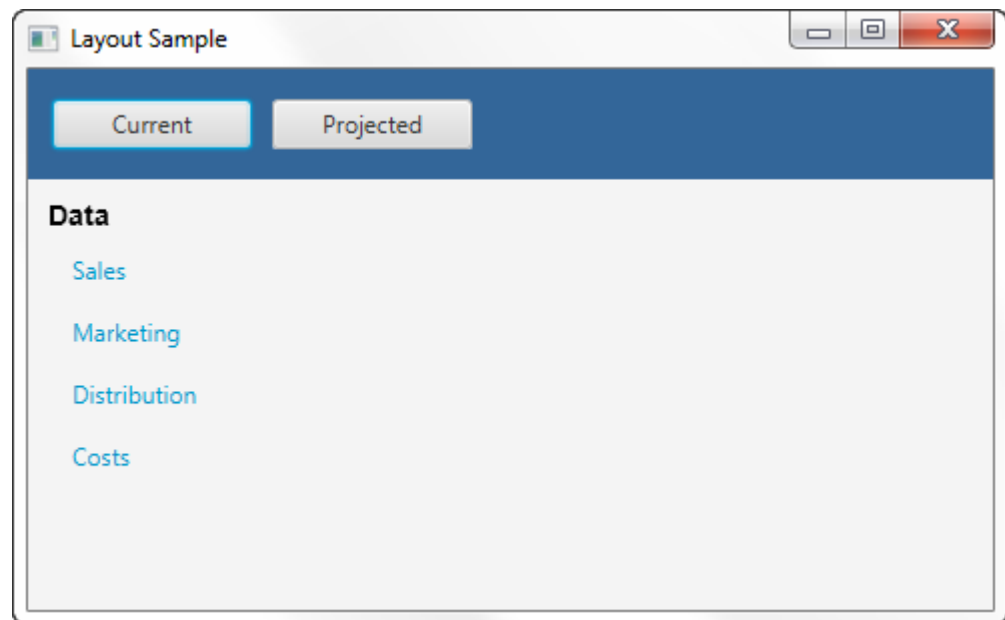 Layout Sample
Current Projected
Data
Sales
Marketing
Distribution
Costs